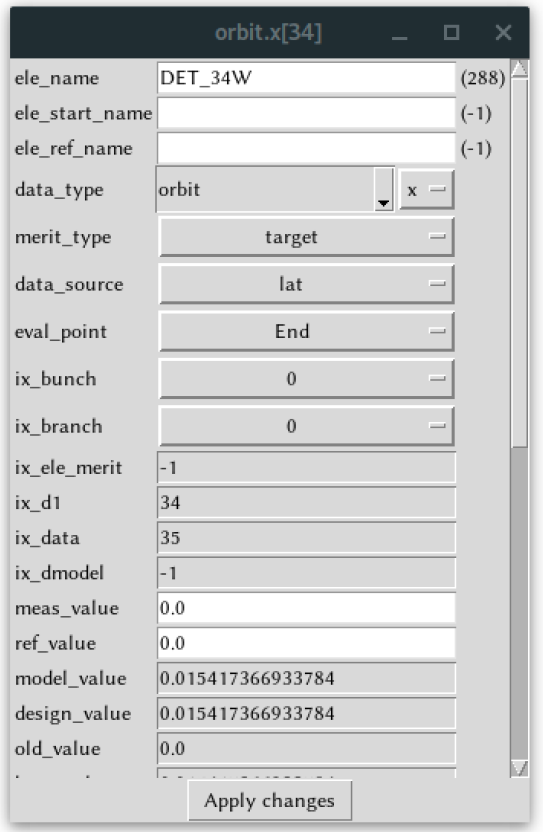 orbit.x[34]
ele_name DET_34W (288)
ele_start_name (-1)
ele_ref_name (-1)
data_type orbit x
merit_type target
data_source lat
eval_point End
ix_bunch 0
ix_branch 0
ix_ele_merit -1
ix_d1 34
ix_data 35
ix_dmodel -1
meas_value 0.0
ref_value 0.0
model_value 0.015417366933784
design_value 0.015417366933784
old_value 0.0
Apply changes